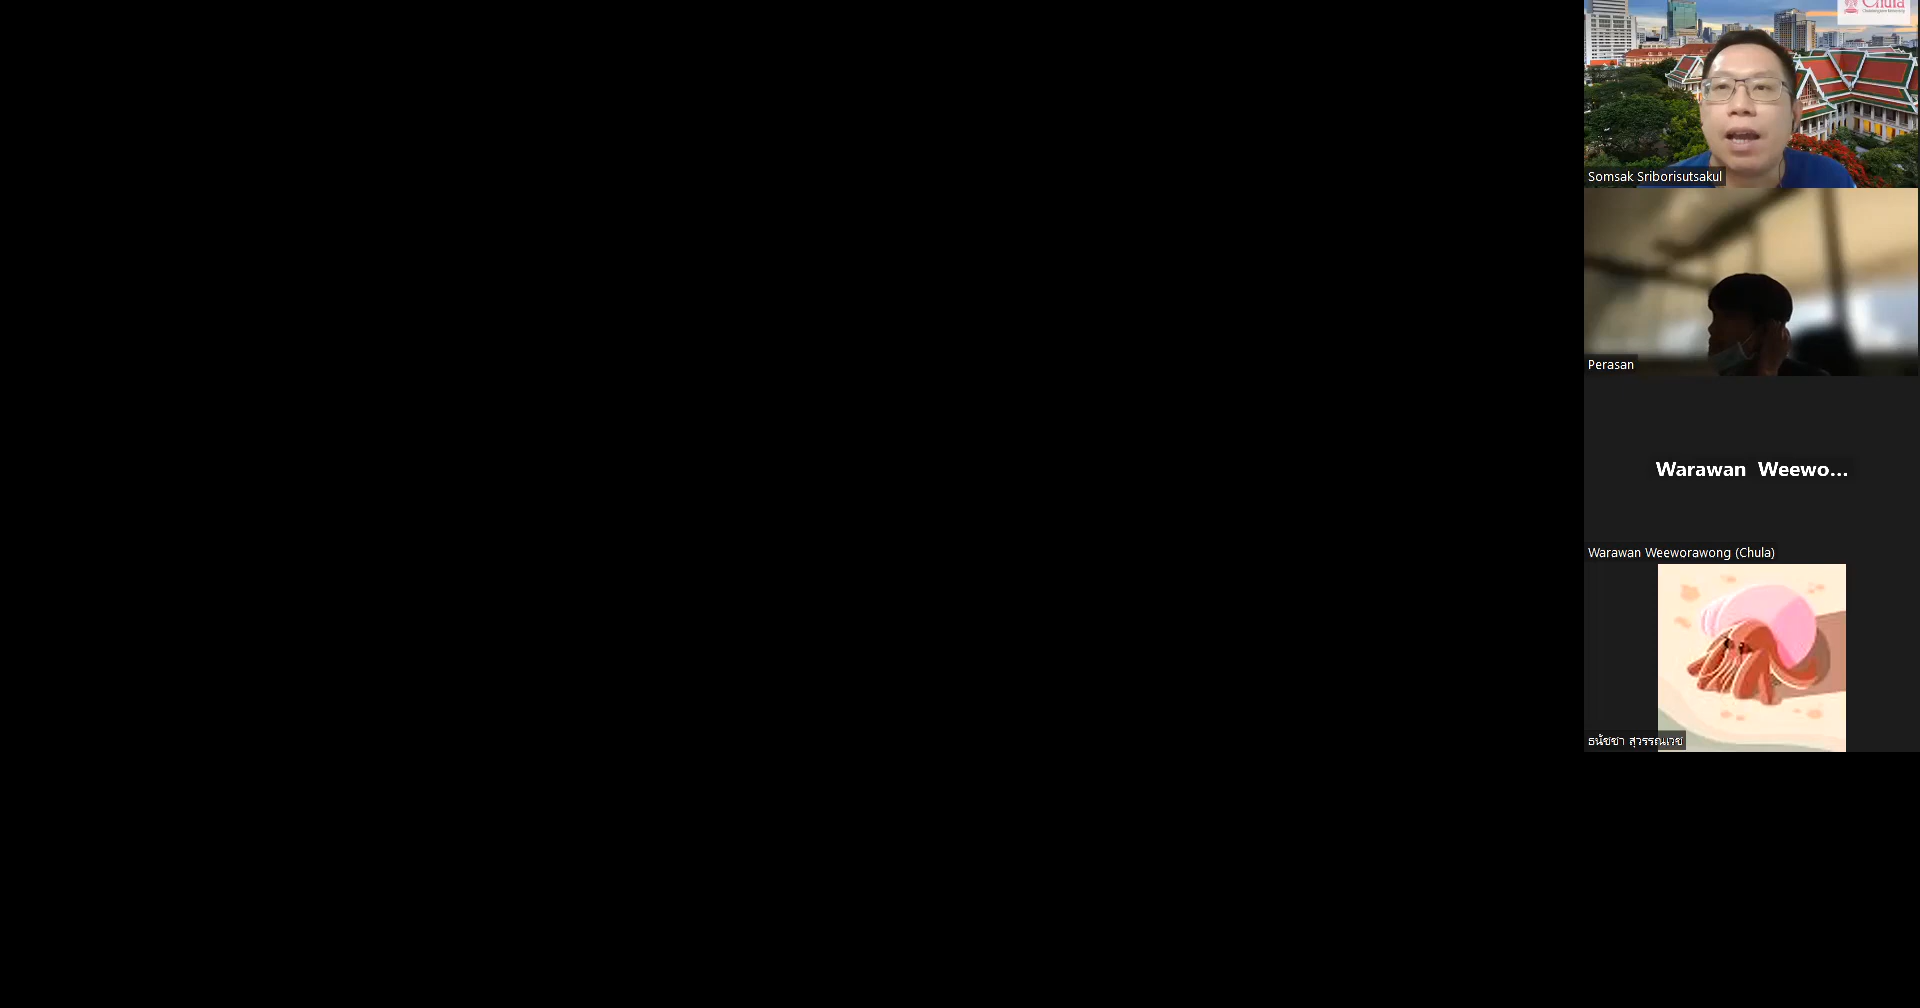 Chula
Somsak Sriborisutsakul
Perasan
Warawan Weewo...
Warawan Weeworawong (Chula)
ธนัชชา สุวรรณเวช